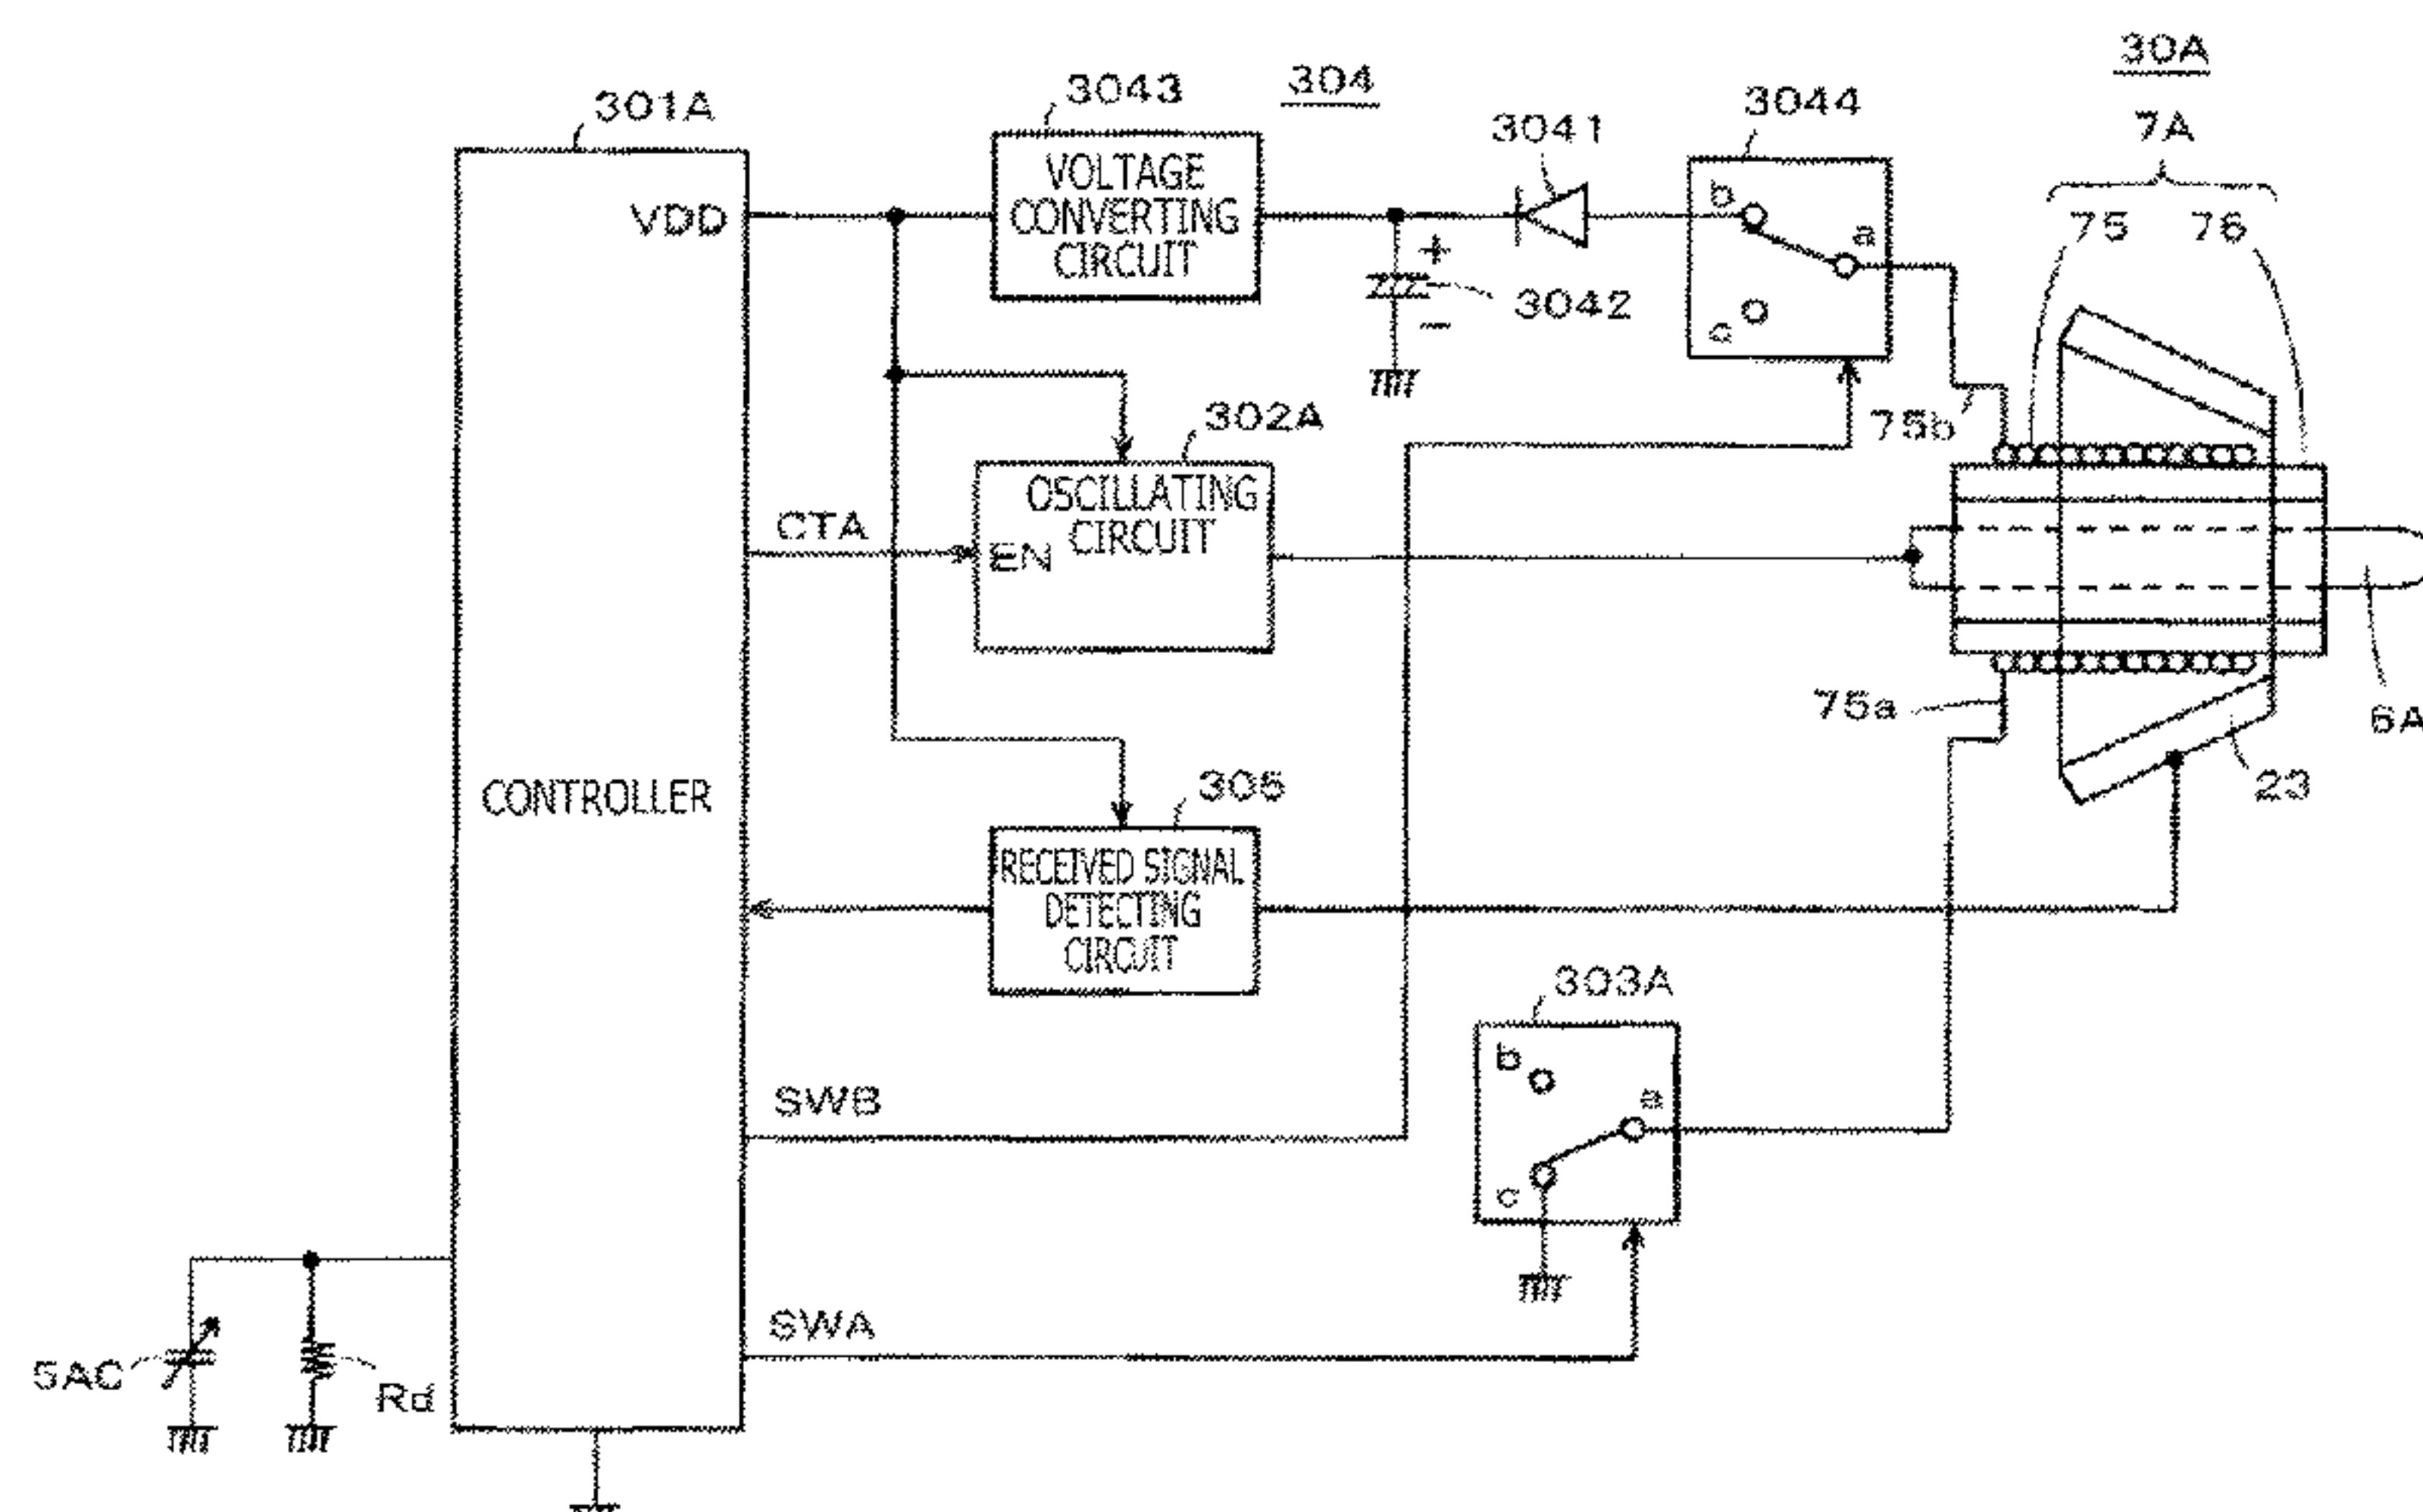 30A
304
3043
301A
3041
3044
7A
VOLTAGE
CONVERTING
CIRCUIT
VDD
b
a
c
75
76
+
3042
−
302A
75b
OSCILLATING
CIRCUIT
CTA
EN
75a
6A
305
23
CONTROLLER
RECEIVED SIGNAL
DETECTING
CIRCUIT
303A
b
a
c
SWB
SWA
5AC
Rd